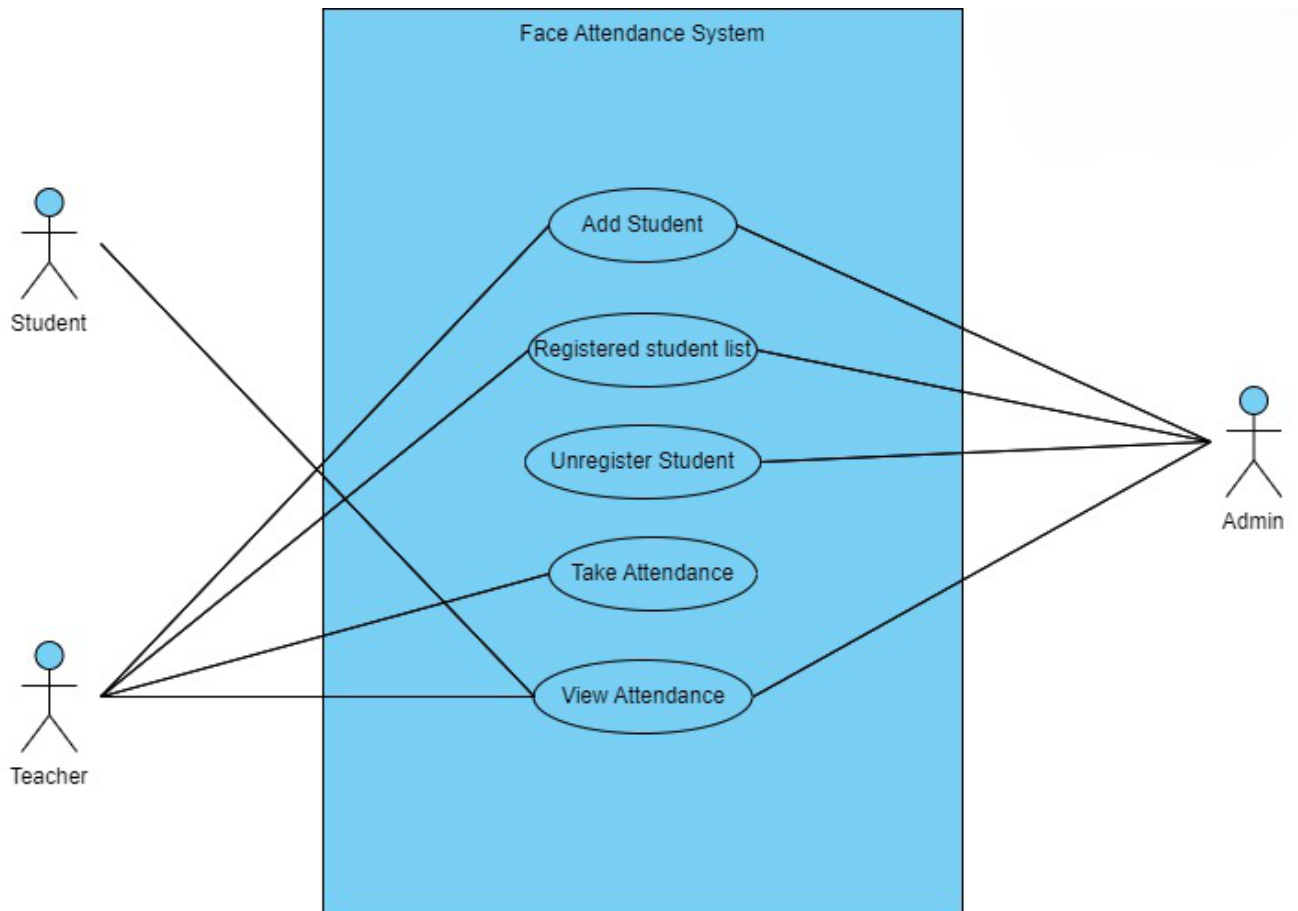 Face Attendance System
Add Student
Student
Registered student list
Unregister Student
Admin
Take Attendance
View Attendance
Teacher